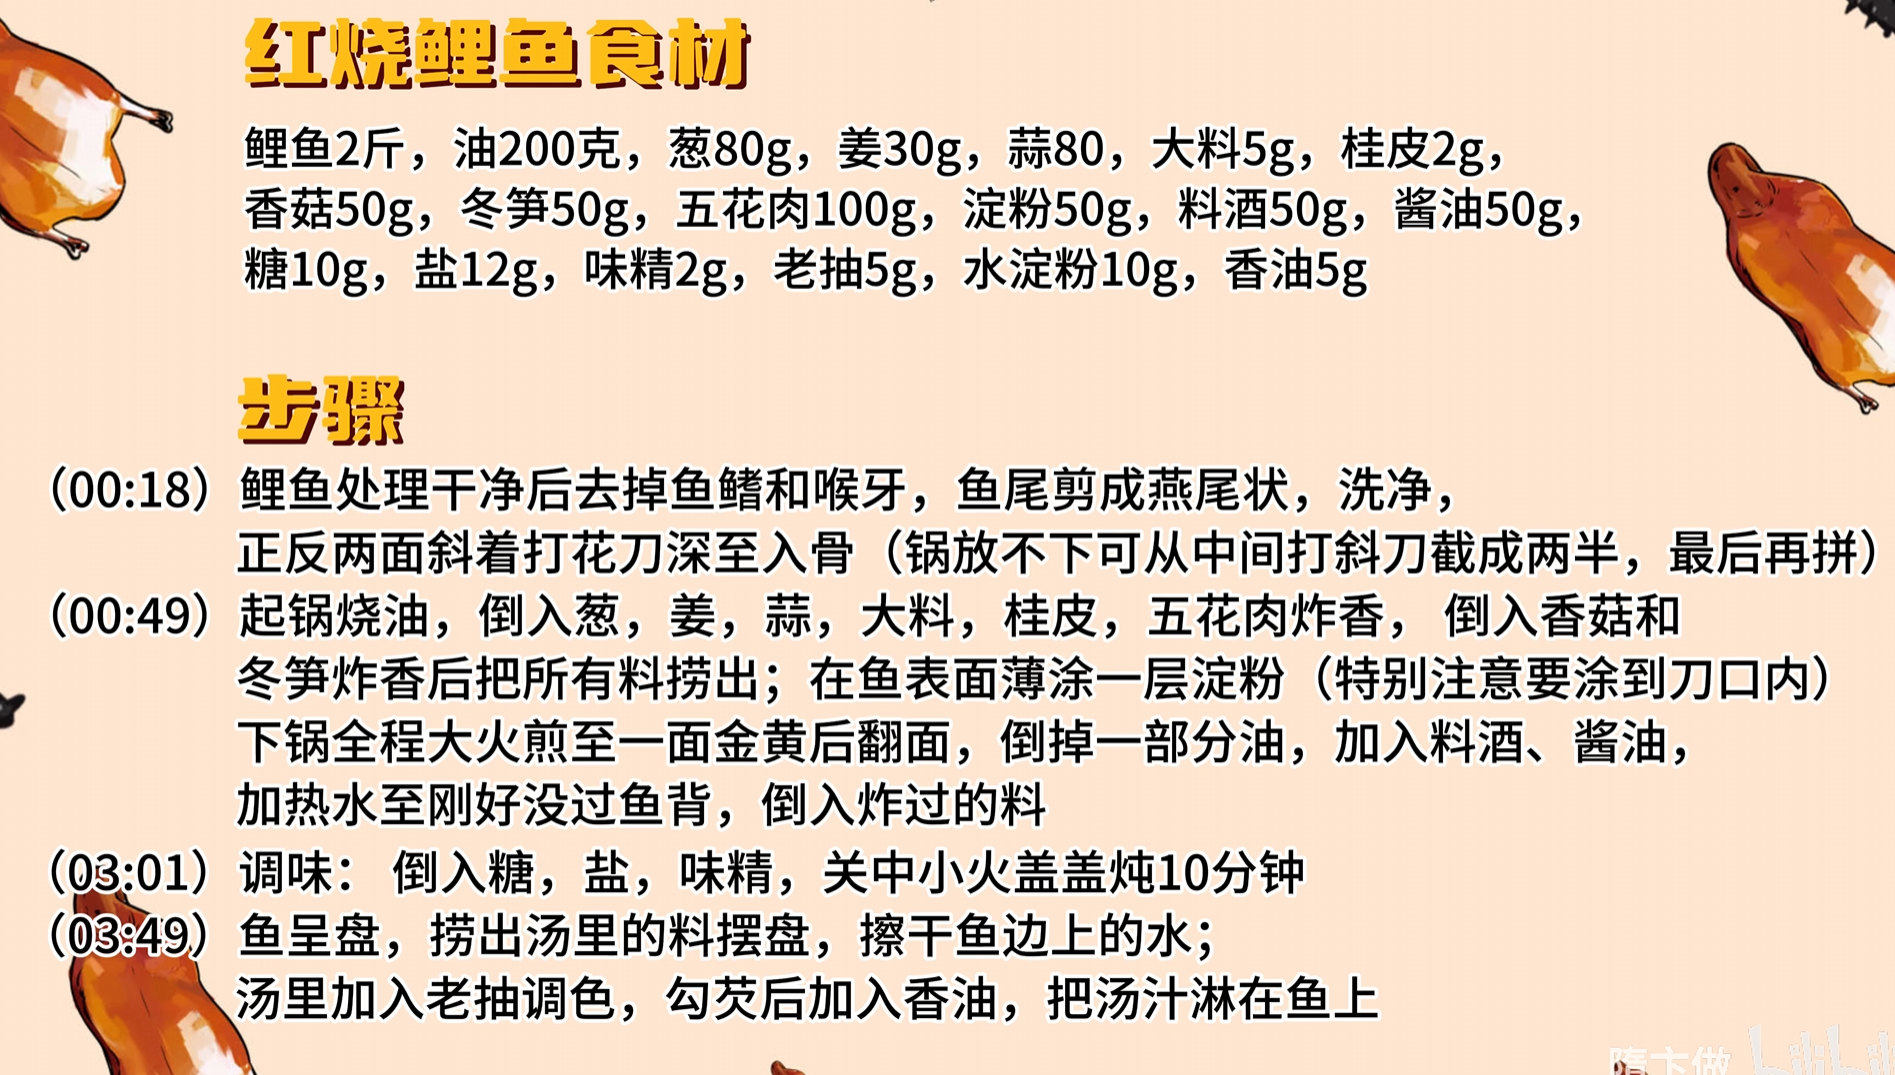 红烧鲤鱼食材
鲤鱼2斤，油200克，葱80g，姜30g，蒜80，大料5g，桂皮2g，
香菇50g，冬笋50g，五花肉100g，淀粉50g，料酒50g，酱油50g，
糖10g，盐12g，味精2g，老抽5g，水淀粉10g，香油5g
步骤
（00:18）鲤鱼处理干净后去掉鱼鳍和喉牙，鱼尾剪成燕尾状，洗净，
正反两面斜着打花刀深至入骨（锅放不下可从中间打斜刀截成两半，最后再拼）
（00:49）起锅烧油，倒入葱，姜，蒜，大料，桂皮，五花肉炸香， 倒入香菇和
冬笋炸香后把所有料捞出；在鱼表面薄涂一层淀粉（特别注意要涂到刀口内）
下锅全程大火煎至一面金黄后翻面，倒掉一部分油，加入料酒、酱油，
加热水至刚好没过鱼背，倒入炸过的料
（03:01）调味： 倒入糖，盐，味精，关中小火盖盖炖10分钟
（03:49）鱼呈盘，捞出汤里的料摆盘，擦干鱼边上的水；
汤里加入老抽调色，勾芡后加入香油，把汤汁淋在鱼上